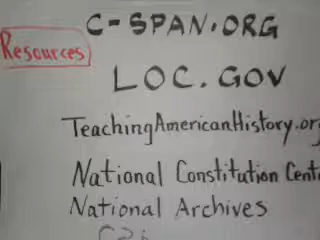 Resources
C-SPAN.ORG
LOC.GOV
TeachingAmericanHistory.org
National Constitution Cent
National Archives